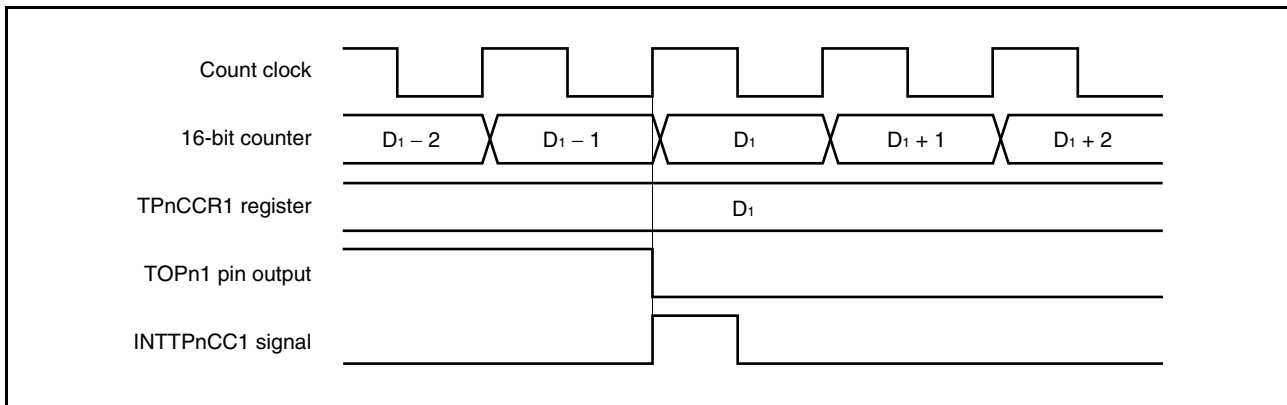 Count clock
16-bit counter D₁ − 2 D₁ − 1 D₁ D₁ + 1 D₁ + 2
TPnCCR1 register D₁
TOPn1 pin output
INTTPnCC1 signal